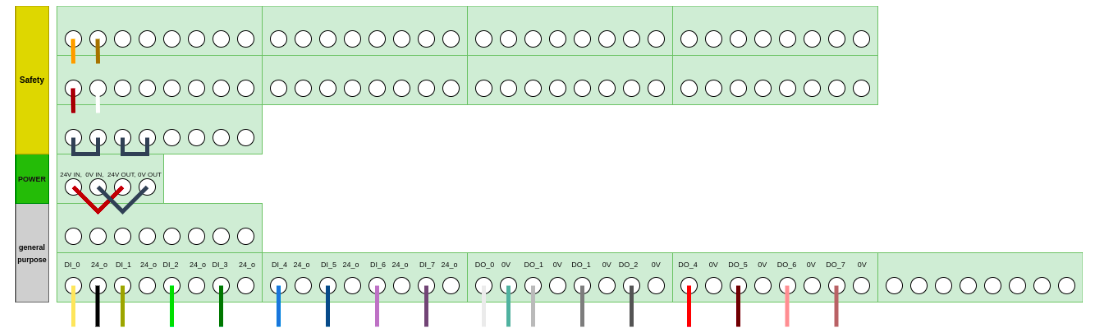 Safety
POWER
24V IN, 0V IN, 24V OUT, 0V OUT
general
purpose
DI_0 24_o DI_1 24_o DI_2 24_o DI_3 24_o DI_4 24_o DI_5 24_o DI_6 24_o DI_7 24_o DO_0 0V DO_1 0V DO_1 0V DO_2 0V DO_4 0V DO_5 0V DO_6 0V DO_7 0V